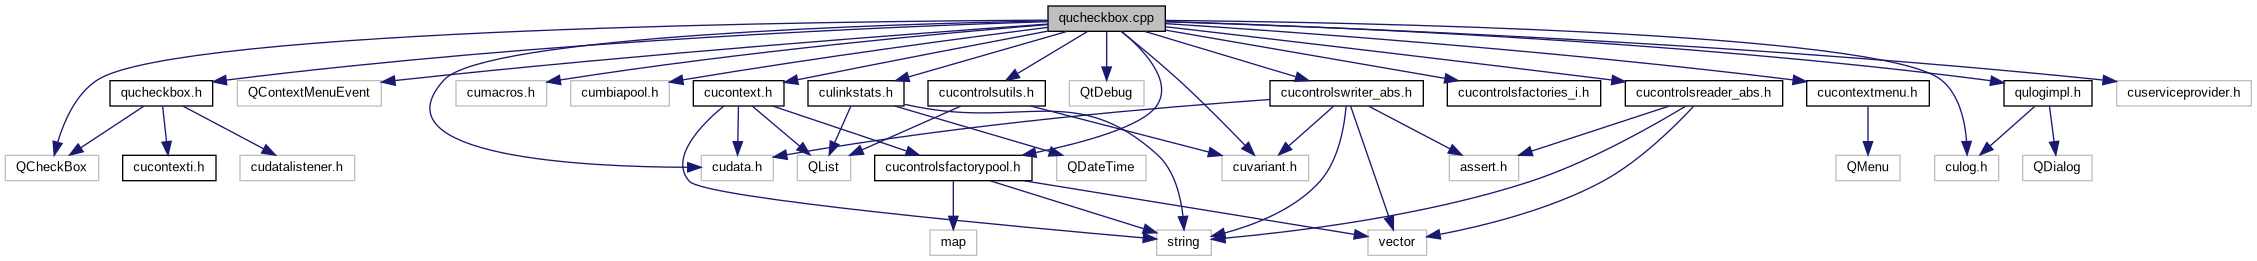 qucheckbox.cpp
qucheckbox.h
QContextMenuEvent
cumacros.h
cumbiapool.h
cucontext.h
culinkstats.h
cucontrolsutils.h
QtDebug
cucontrolswriter_abs.h
cucontrolsfactories_i.h
cucontrolsreader_abs.h
cucontextmenu.h
qulogimpl.h
cuserviceprovider.h
QCheckBox
cucontexti.h
cudatalistener.h
cudata.h
QList
cucontrolsfactorypool.h
QDateTime
cuvariant.h
assert.h
QMenu
culog.h
QDialog
map
string
vector